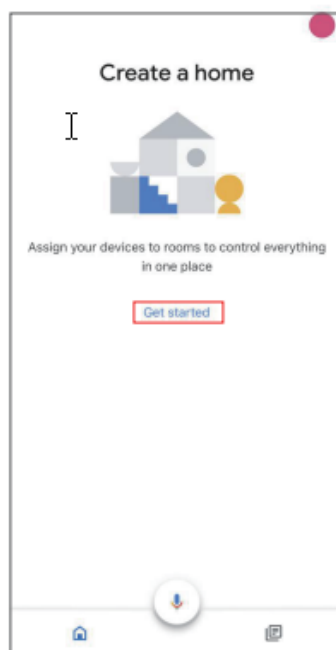 Create a home
Assign your devices to rooms to control everything
in one place
Get started